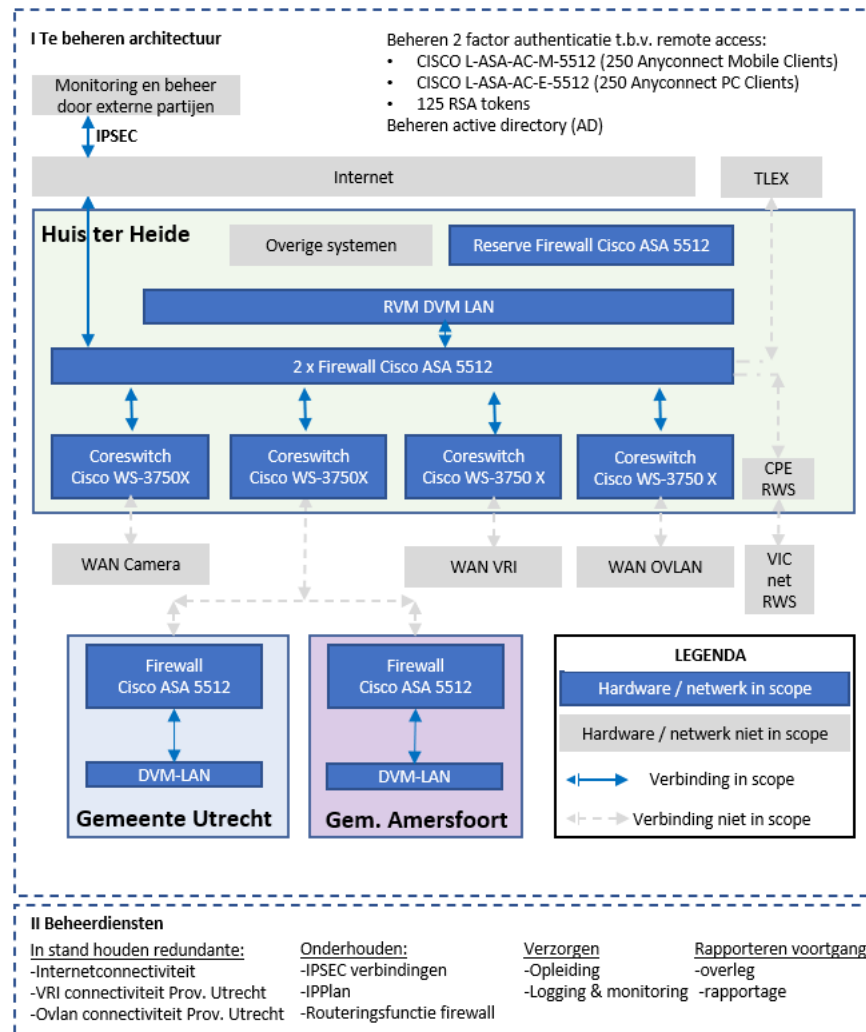 I Te beheren architectuur
Beheren 2 factor authenticatie t.b.v. remote access:
• CISCO L-ASA-AC-M-5512 (250 Anyconnect Mobile Clients)
• CISCO L-ASA-AC-E-5512 (250 Anyconnect PC Clients)
• 125 RSA tokens
Beheren active directory (AD)
Monitoring en beheer
door externe partijen
IPSEC
Internet
TLEX
Huis ter Heide
Overige systemen
Reserve Firewall Cisco ASA 5512
RVM DVM LAN
2 x Firewall Cisco ASA 5512
Coreswitch
Cisco WS-3750X
Coreswitch
Cisco WS-3750X
Coreswitch
Cisco WS-3750 X
Coreswitch
Cisco WS-3750 X
CPE
RWS
WAN Camera
WAN VRI
WAN OVLAN
VIC
net
RWS
Firewall
Cisco ASA 5512
DVM-LAN
Gemeente Utrecht
Firewall
Cisco ASA 5512
DVM-LAN
Gem. Amersfoort
LEGENDA
Hardware / netwerk in scope
Hardware / netwerk niet in scope
Verbinding in scope
Verbinding niet in scope
II Beheerdiensten
In stand houden redundante:
-Internetconnectiviteit
-VRI connectiviteit Prov. Utrecht
-Ovlan connectiviteit Prov. Utrecht
Onderhouden:
-IPSEC verbindingen
-IPPlan
-Routeringsfunctie firewall
Verzorgen
-Opleiding
-Logging & monitoring
Rapporteren voortgang
-overleg
-rapportage